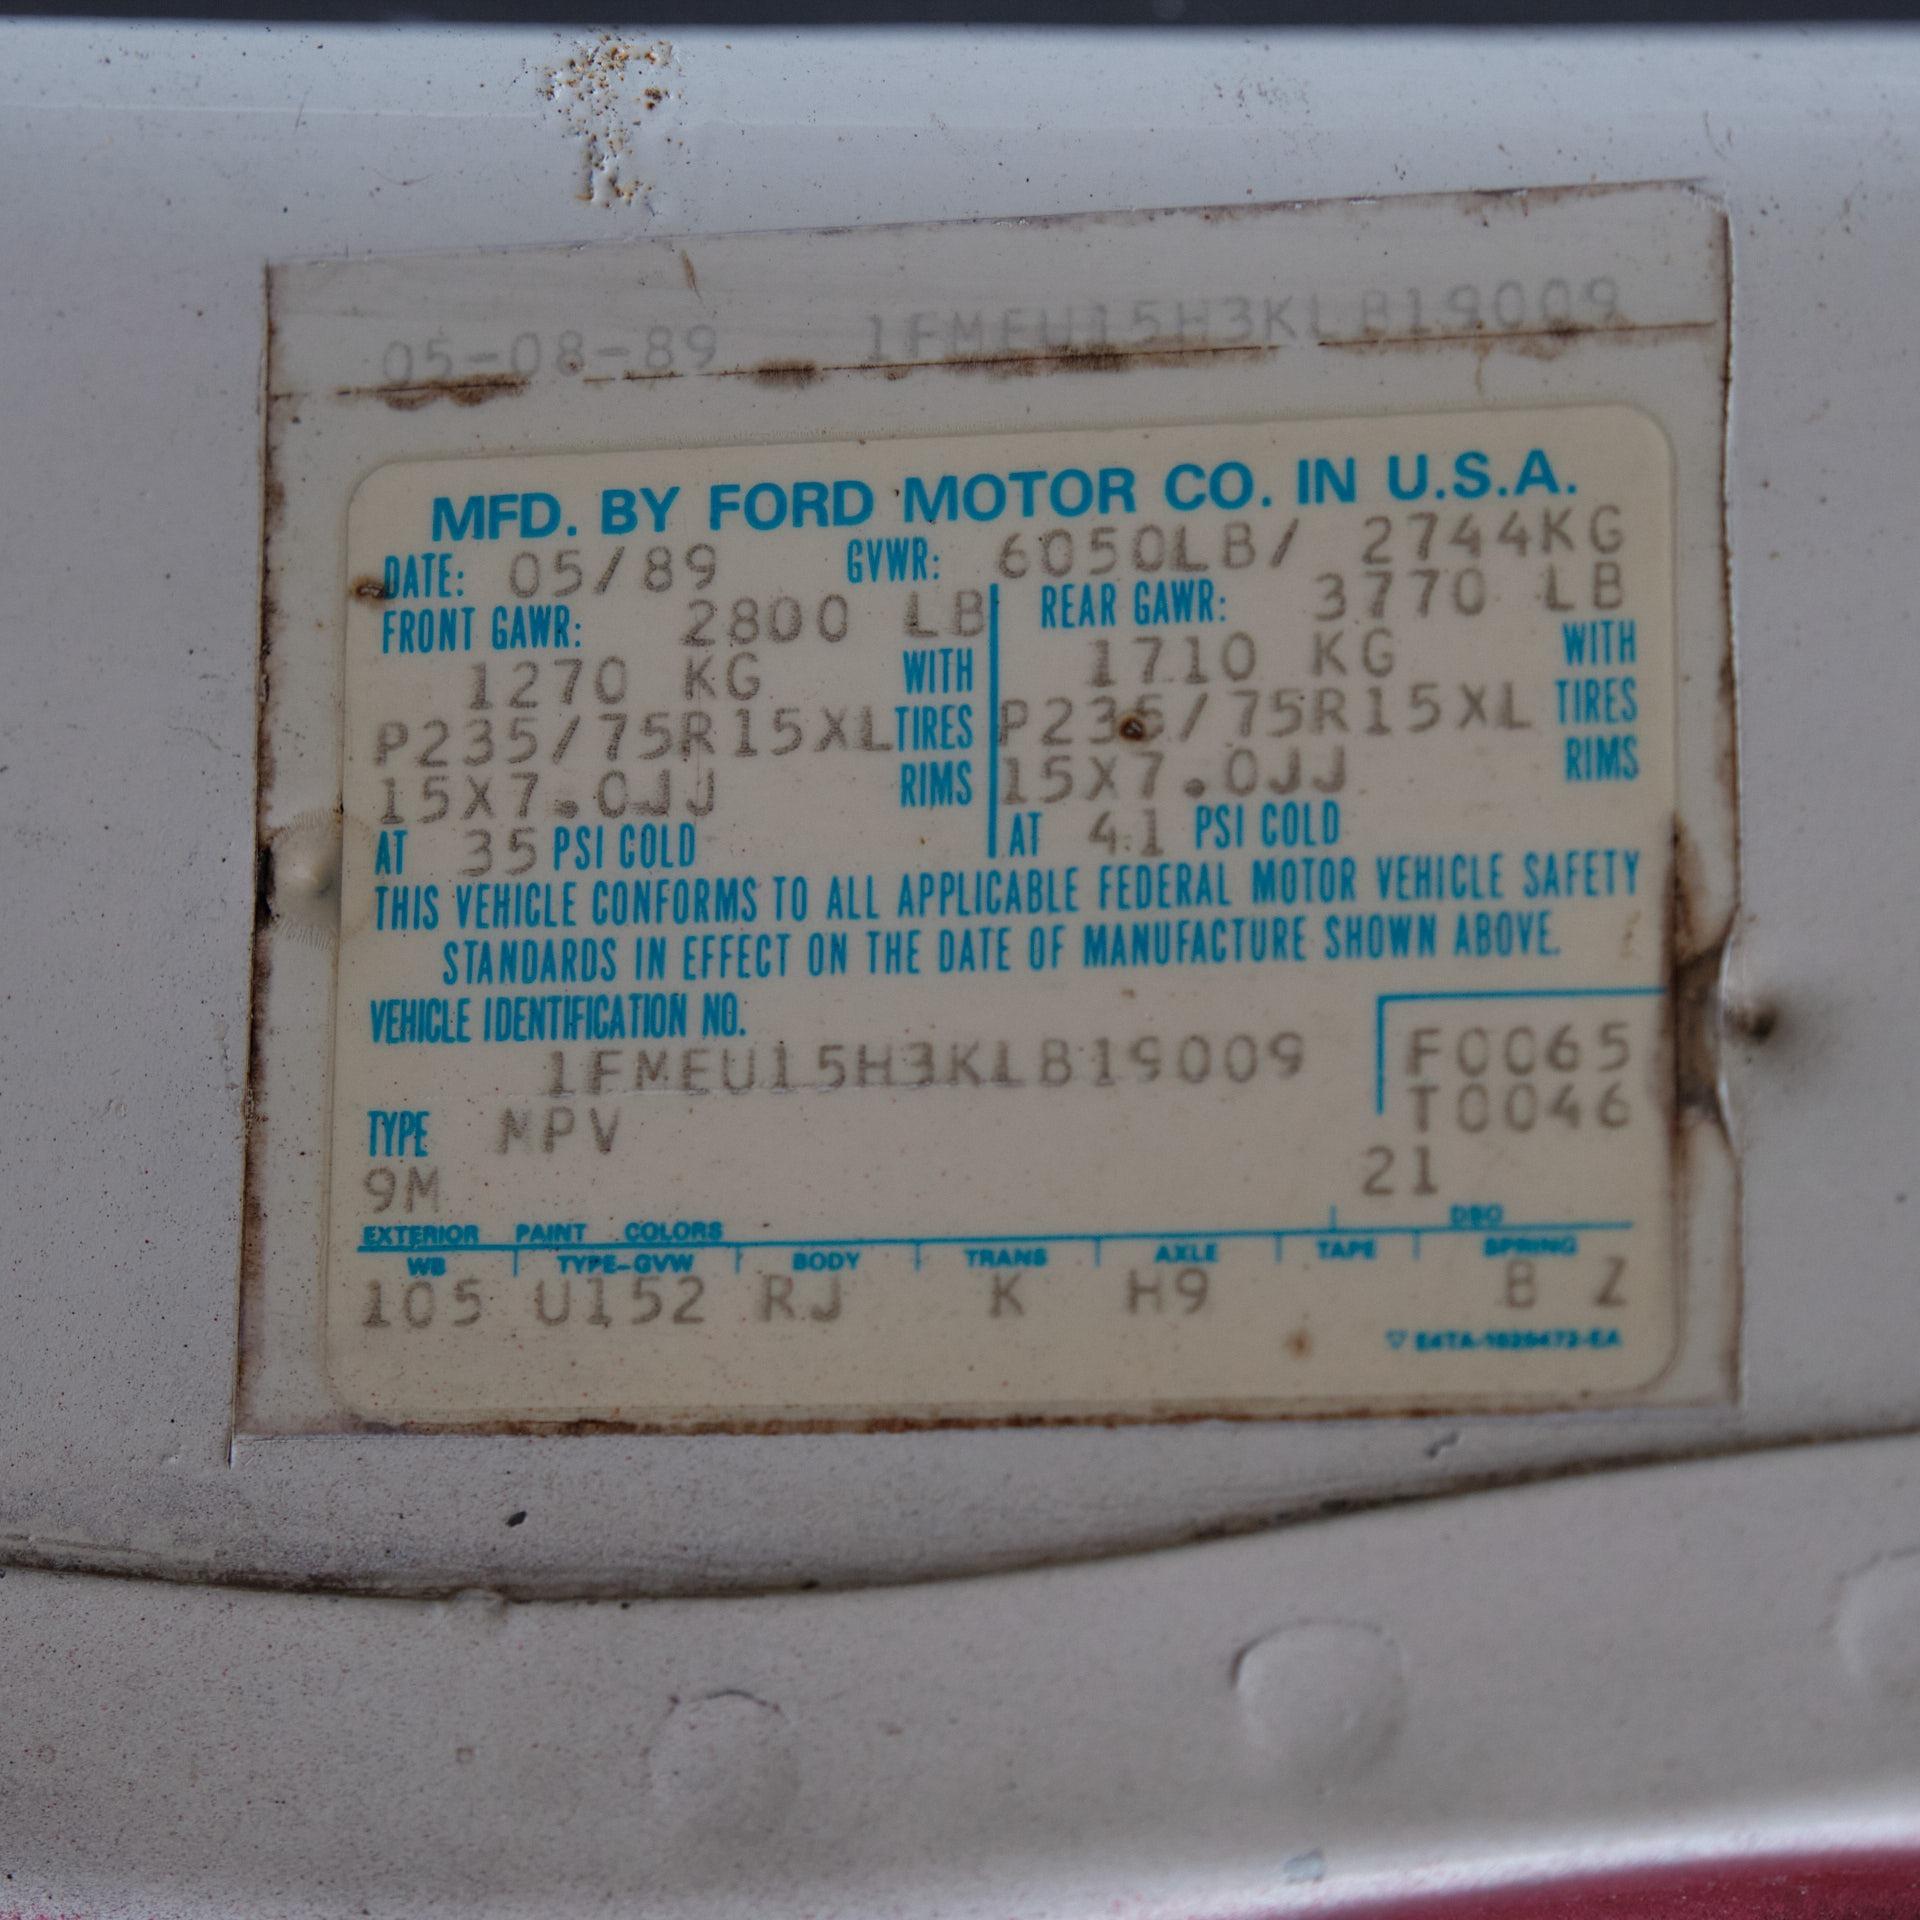 05-08-89 1FMEU15H3KLB19009
MFD. BY FORD MOTOR CO. IN U.S.A.
DATE: 05/89 GVWR: 6050LB/ 2744KG
FRONT GAWR: 2800 LB REAR GAWR: 3770 LB
1270 KG WITH 1710 KG WITH
P235/75R15XL TIRES P235/75R15XL TIRES
15X7.0JJ RIMS 15X7.0JJ RIMS
AT 35 PSI COLD AT 41 PSI COLD
THIS VEHICLE CONFORMS TO ALL APPLICABLE FEDERAL MOTOR VEHICLE SAFETY
STANDARDS IN EFFECT ON THE DATE OF MANUFACTURE SHOWN ABOVE.
VEHICLE IDENTIFICATION NO.
1FMEU15H3KLB19009 F0065
TYPE MPV T0046
9M 21
EXTERIOR PAINT COLORS DSO
WB TYPE-GVW BODY TRANS AXLE TAPE SPRING
105 U152 RJ K H9 B Z